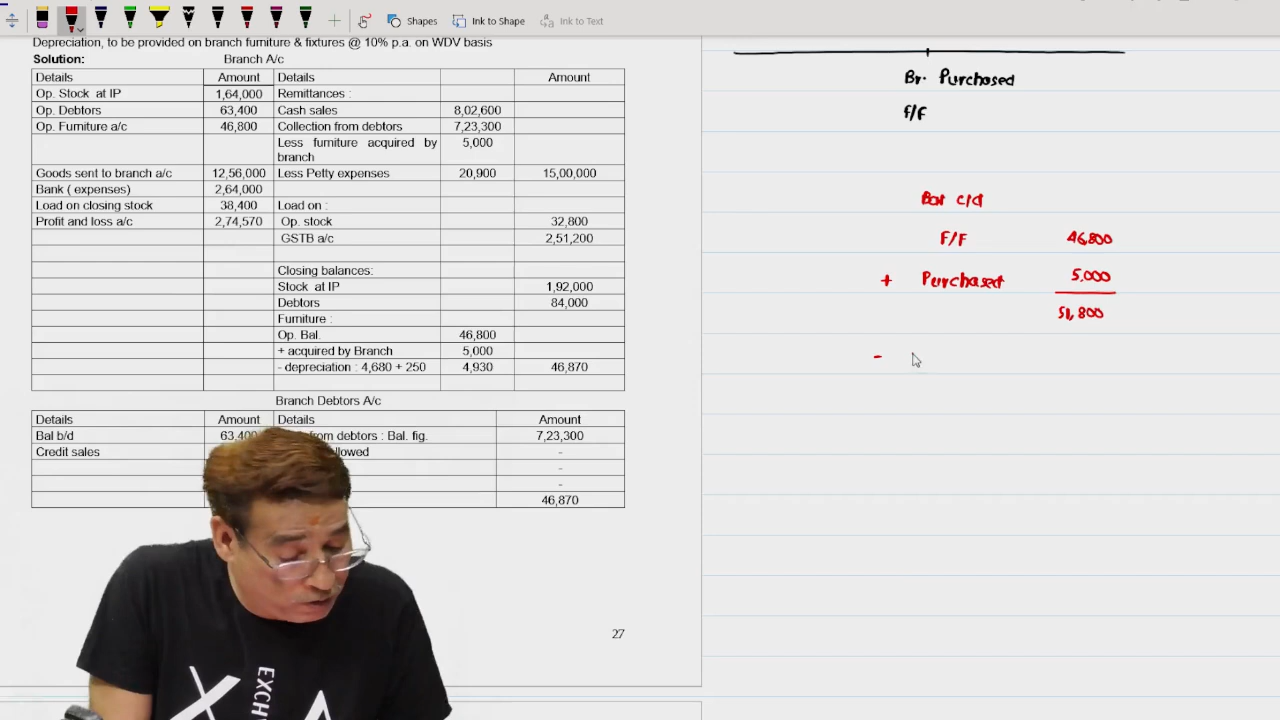 Shapes Ink to Shape Ink to Text
Depreciation, to be provided on branch furniture & fixtures @ 10% p.a. on WDV basis
Solution: Branch A/c
Details Amount Details Amount
Op. Stock at IP 1,64,000 Remittances :
Op. Debtors 63,400 Cash sales 8,02,600
Op. Furniture a/c 46,800 Collection from debtors 7,23,300
Less furniture acquired by branch 5,000
Goods sent to branch a/c 12,56,000 Less Petty expenses 20,900 15,00,000
Bank ( expenses) 2,64,000
Load on closing stock 38,400 Load on :
Profit and loss a/c 2,74,570 Op. stock 32,800
GSTB a/c 2,51,200
Closing balances:
Stock at IP 1,92,000
Debtors 84,000
Furniture :
Op. Bal. 46,800
+ acquired by Branch 5,000
- depreciation : 4,680 + 250 4,930 46,870
Branch Debtors A/c
Details Amount Details Amount
Bal b/d 63,400 from debtors : Bal. fig. 7,23,300
Credit sales -
-
-
46,870
27
Br. Purchased
F/F
Bal c/d
F/F 46,800
+ Purchased 5,000
51,800
-
EXCH
X